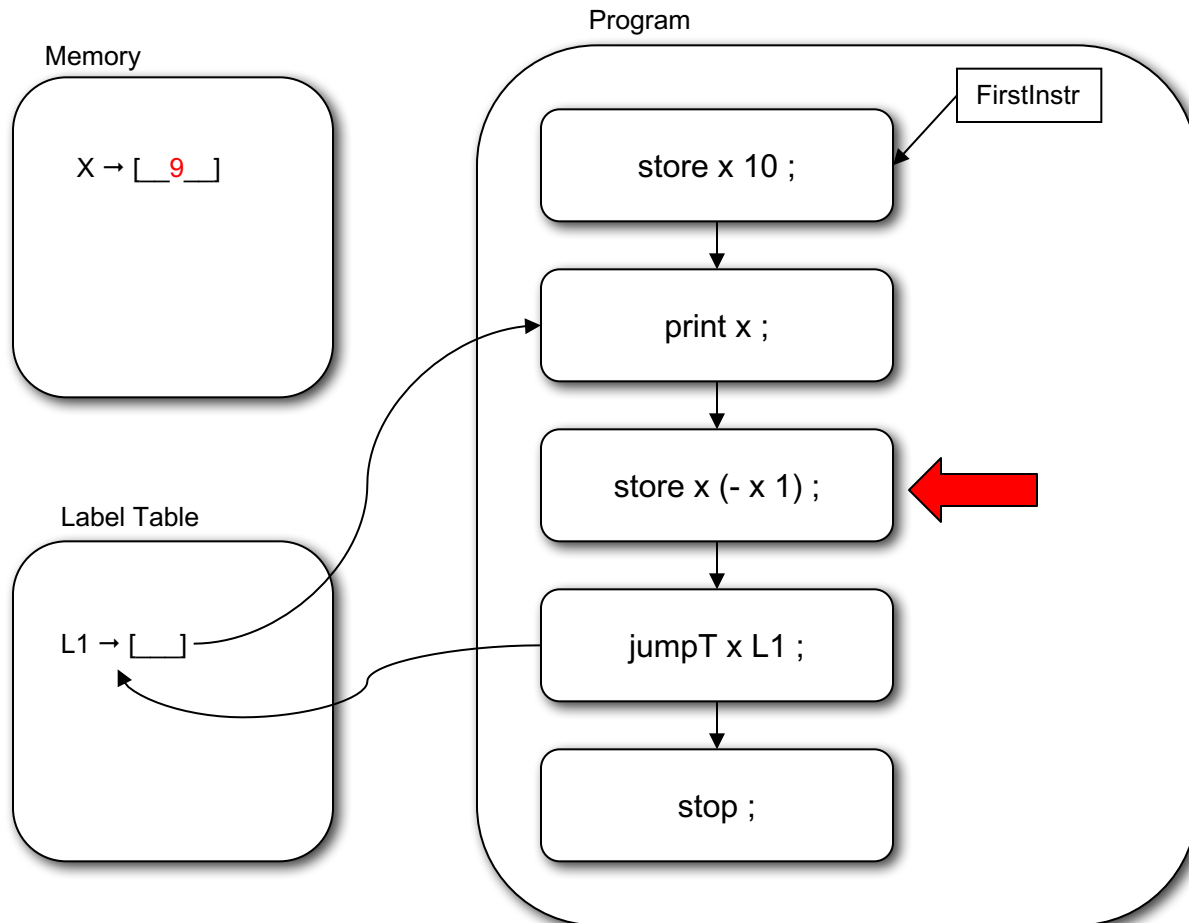 Program
Memory
FirstInstr
X → [__9__]
store x 10 ;
print x ;
store x (- x 1) ;
Label Table
L1 → [___]
jumpT x L1 ;
stop ;